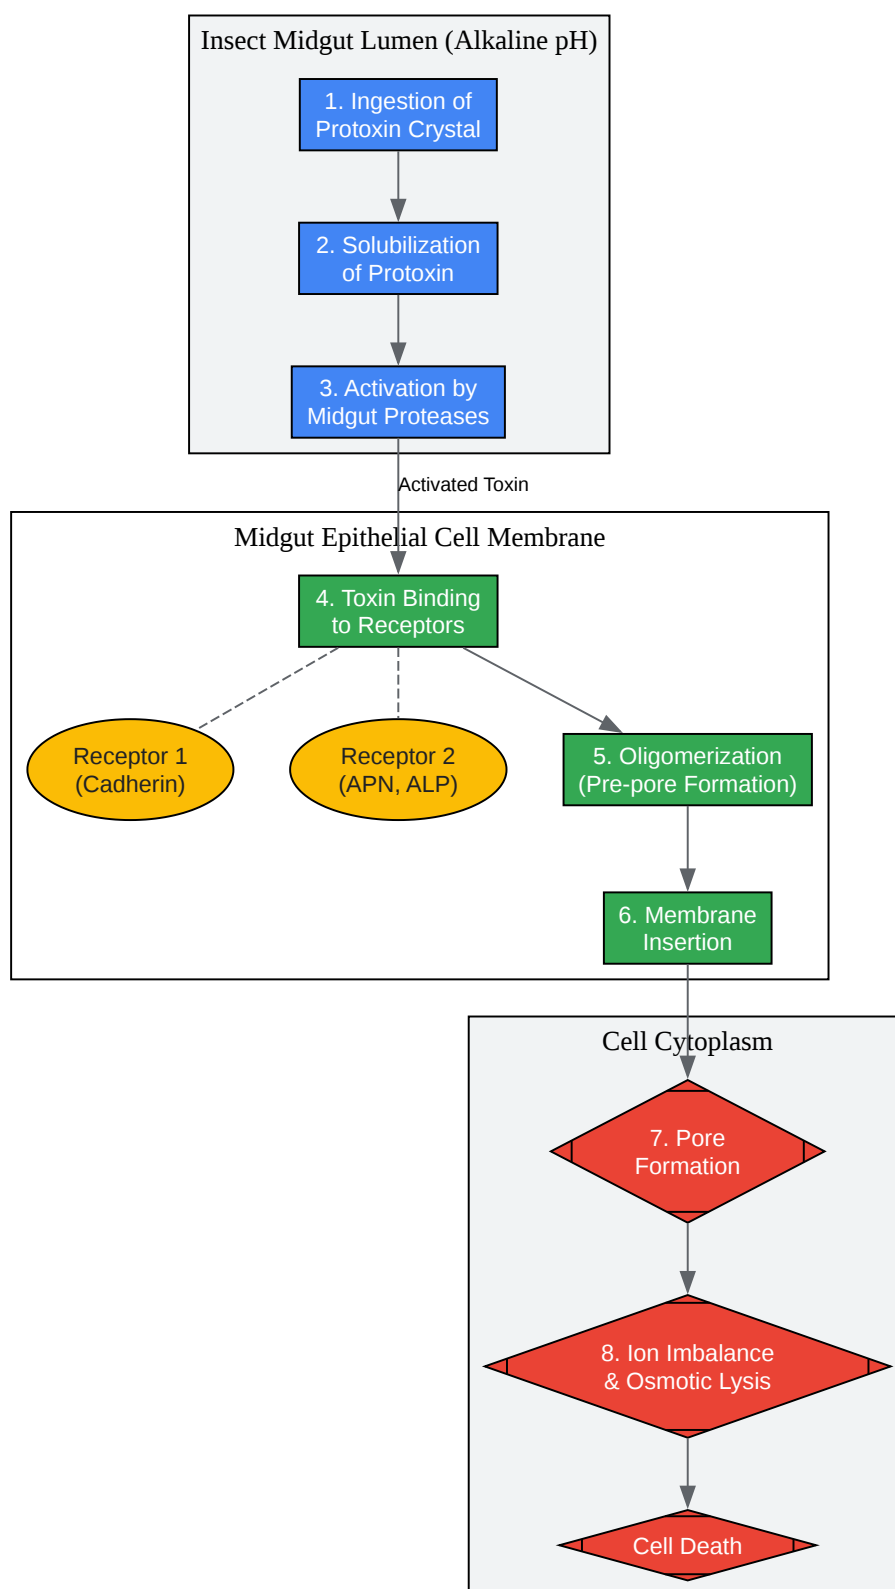 Insect Midgut Lumen (Alkaline pH)
1. Ingestion of
Protoxin Crystal
2. Solubilization
of Protoxin
3. Activation by
Midgut Proteases
Activated Toxin
Midgut Epithelial Cell Membrane
4. Toxin Binding
to Receptors
Receptor 1
(Cadherin)
Receptor 2
(APN, ALP)
5. Oligomerization
(Pre-pore Formation)
6. Membrane
Insertion
Cell Cytoplasm
7. Pore
Formation
8. Ion Imbalance
& Osmotic Lysis
Cell Death